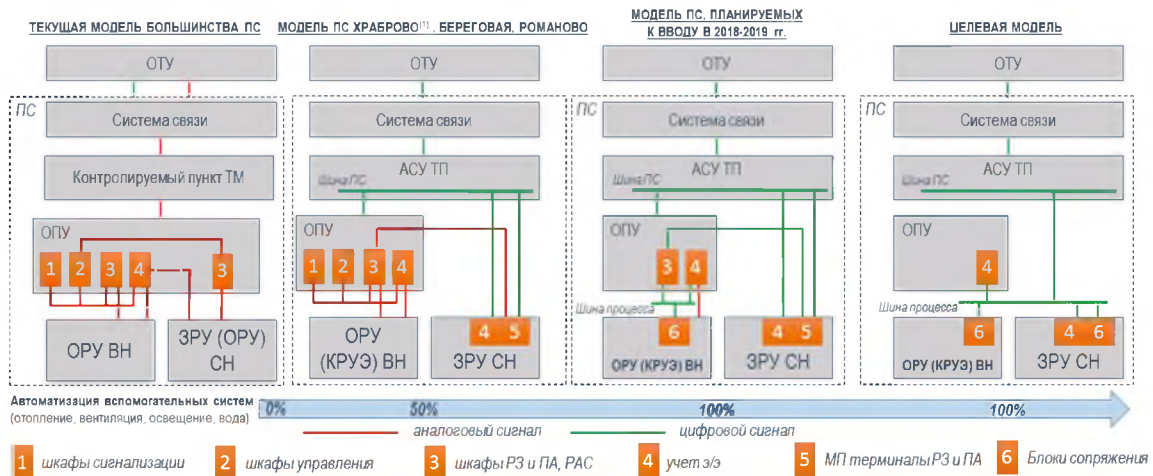 ТЕКУЩАЯ МОДЕЛЬ БОЛЬШИНСТВА ПС
ОТУ
ПС
Система связи
Контролируемый пункт ТМ
ОПУ
1 2 3 4 3
ОРУ ВН
ЗРУ (ОРУ)
СН
МОДЕЛЬ ПС ХРАБРОВО(1), БЕРЕГОВАЯ, РОМАНОВО
ОТУ
Система связи
АСУ ТП
Шина ПС
ОПУ
1 2 3 4
ОРУ
(КРУЭ) ВН
4 5
ЗРУ СН
МОДЕЛЬ ПС, ПЛАНИРУЕМЫХ
К ВВОДУ В 2018-2019 гг.
ОТУ
ПС
Система связи
АСУ ТП
Шина ПС
ОПУ
3 4
Шина процесса
6
ОРУ (КРУЭ) ВН
4 5
ЗРУ СН
ЦЕЛЕВАЯ МОДЕЛЬ
ОТУ
ПС
Система связи
АСУ ТП
Шина ПС
ОПУ
4
Шина процесса
6
ОРУ (КРУЭ) ВН
4 6
ЗРУ СН
Автоматизация вспомогательных систем
(отопление, вентиляция, освещение, вода)
0% 50% 100% 100%
аналоговый сигнал цифровой сигнал
1 шкафы сигнализации 2 шкафы управления 3 шкафы РЗ и ПА, РАС 4 учет э/э 5 МП терминалы РЗ и ПА 6 Блоки сопряжения